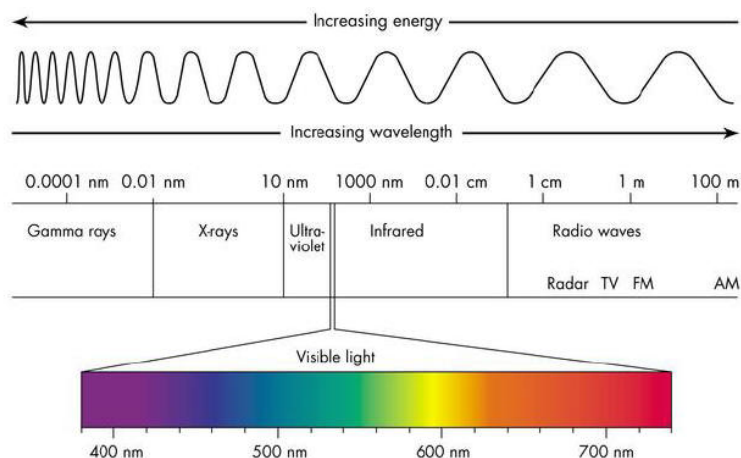 Increasing energy
Increasing wavelength
0.0001 nm 0.01 nm 10 nm 1000 nm 0.01 cm 1 cm 1 m 100 m
Gamma rays X-rays Ultra-
violet Infrared Radio waves
Radar TV FM AM
Visible light
400 nm 500 nm 600 nm 700 nm